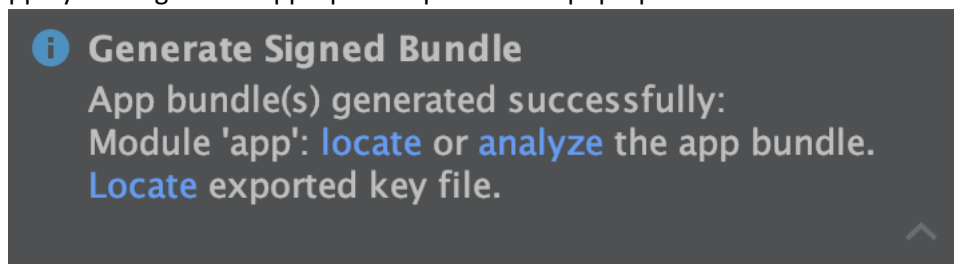 Generate Signed Bundle
App bundle(s) generated successfully:
Module 'app': locate or analyze the app bundle.
Locate exported key file.